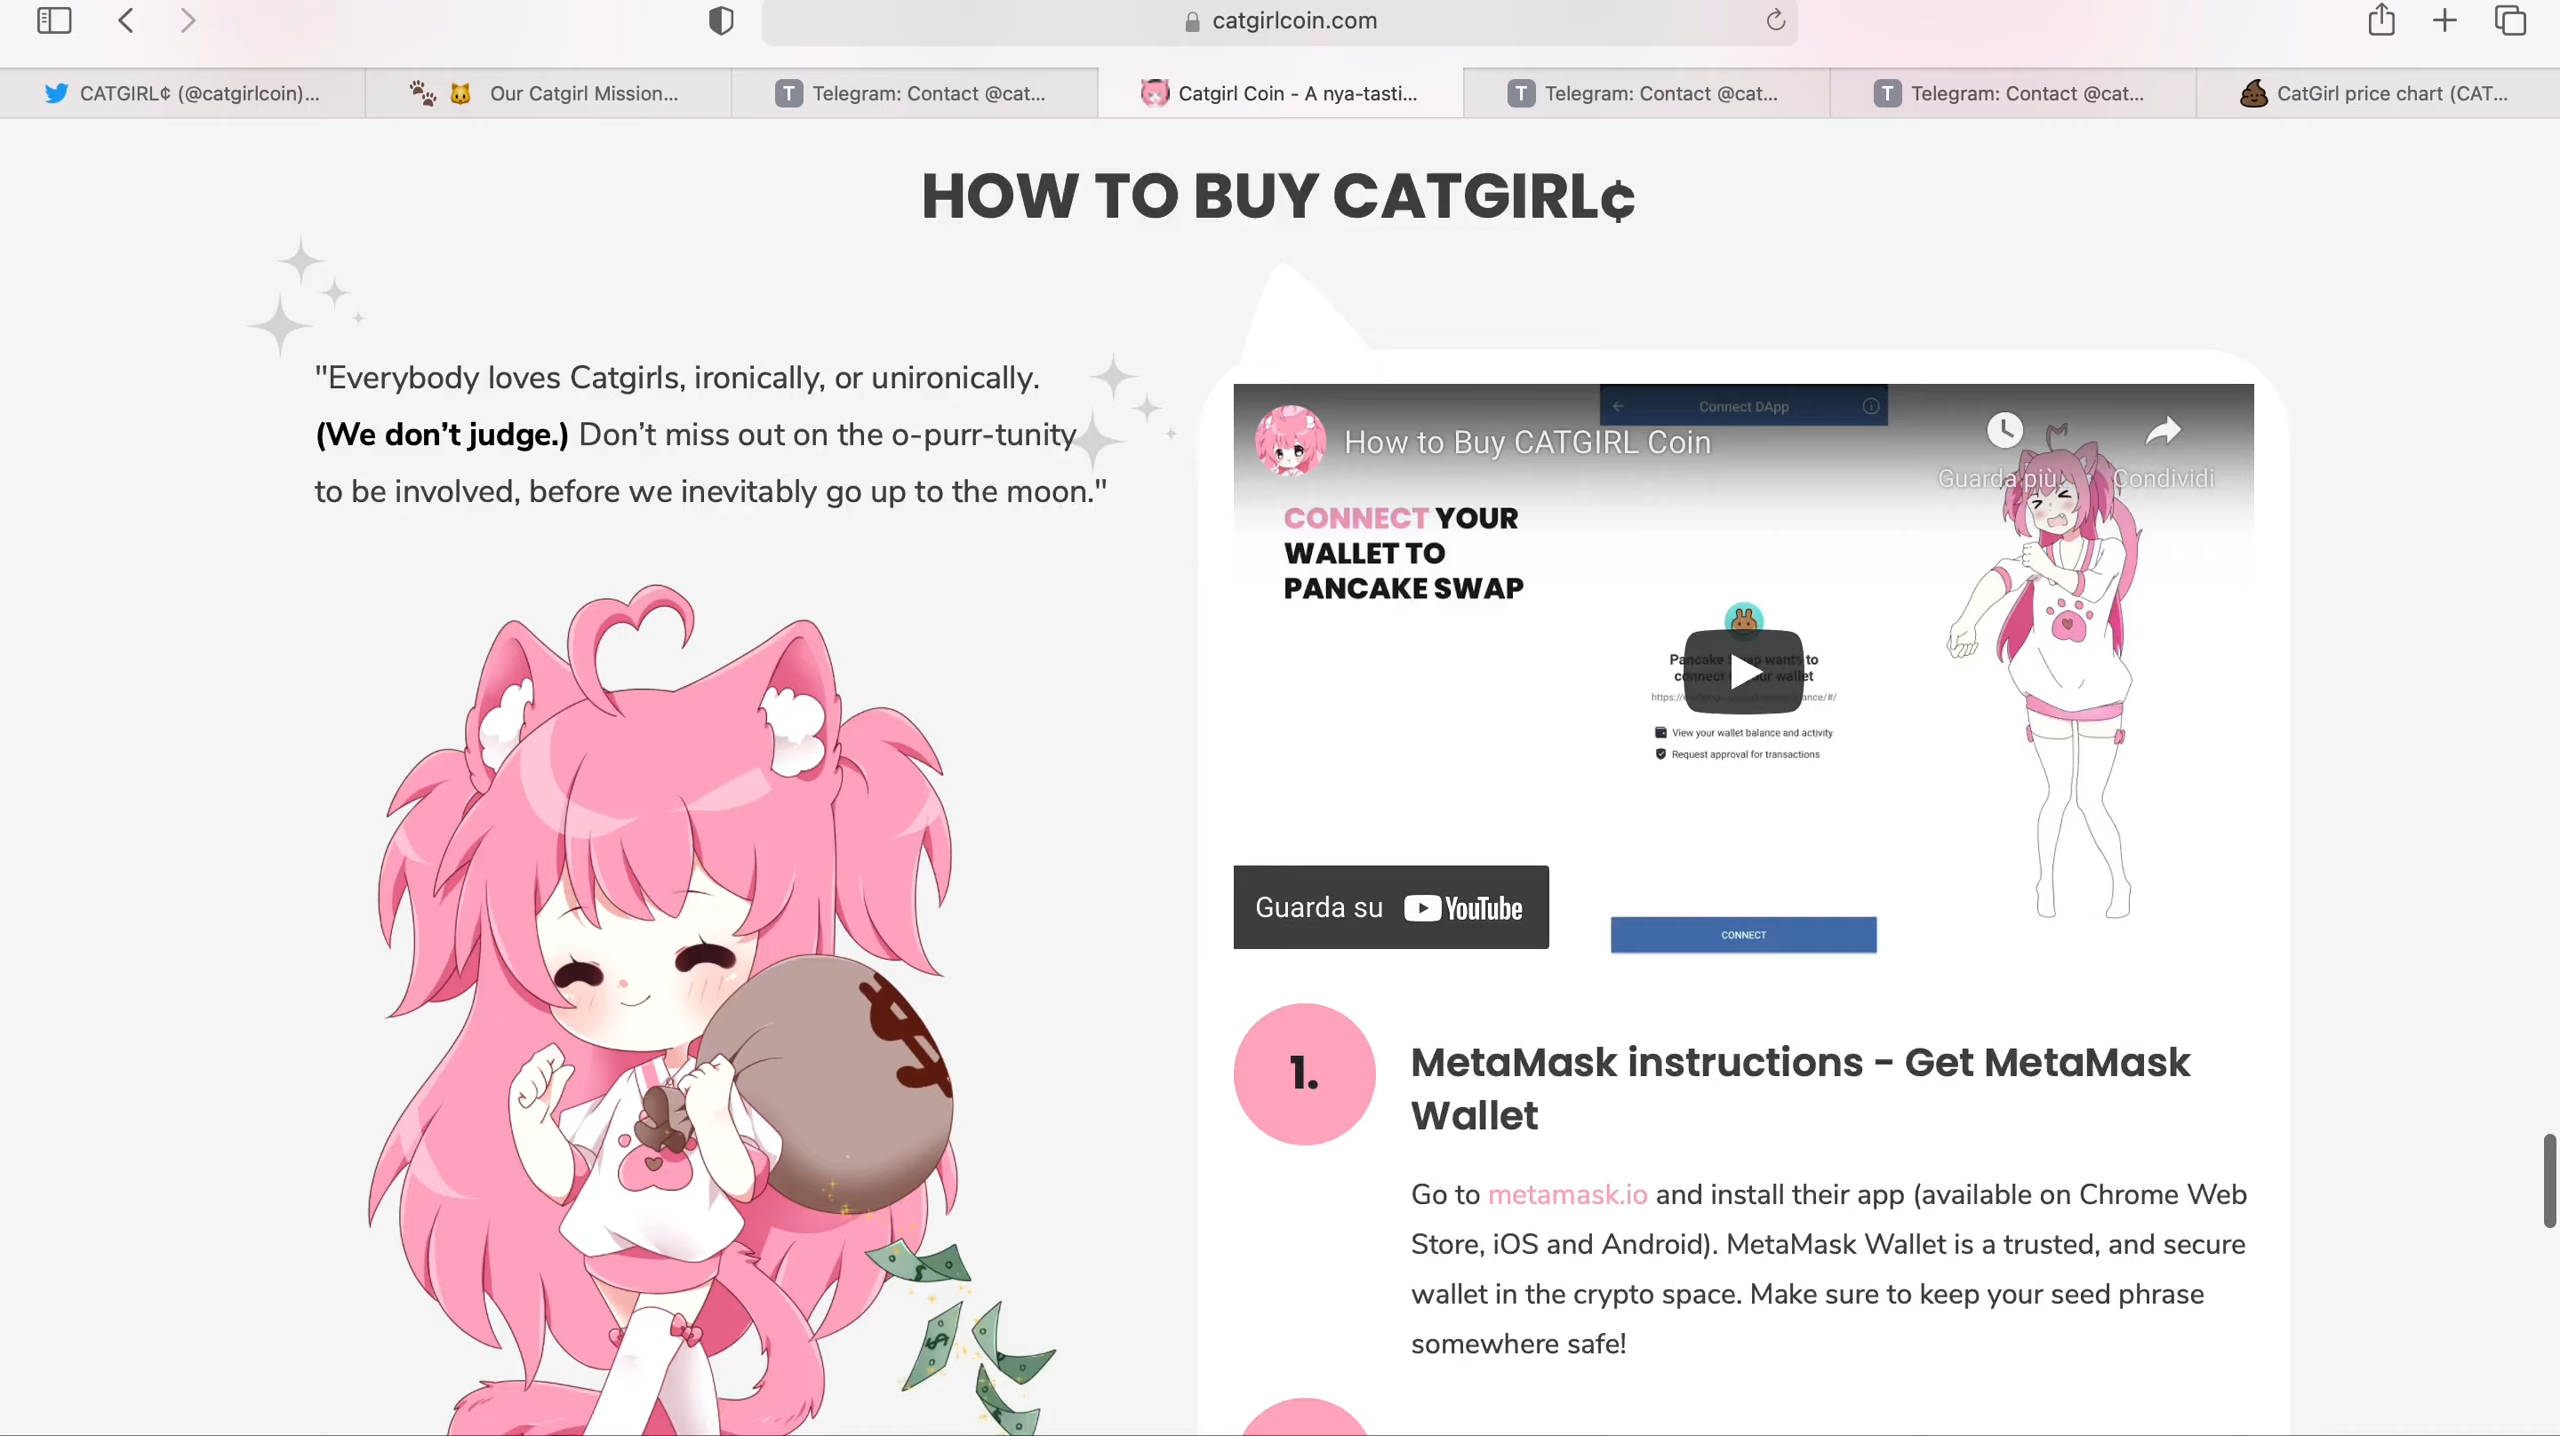 catgirlcoin.com
CATGIRL¢ (@catgirlcoin)...
Our Catgirl Mission...
T Telegram: Contact @cat...
Catgirl Coin - A nya-tasti...
T Telegram: Contact @cat...
T Telegram: Contact @cat...
CatGirl price chart (CAT...
HOW TO BUY CATGIRL¢
"Everybody loves Catgirls, ironically, or unironically.
(We don't judge.) Don't miss out on the o-purr-tunity
to be involved, before we inevitably go up to the moon."
Connect DApp
How to Buy CATGIRL Coin
Guarda più
Condividi
CONNECT YOUR
WALLET TO
PANCAKE SWAP
Pancake wants to
wallet
View your wallet balance and activity
Request approval for transactions
Guarda su YouTube
CONNECT
1.
MetaMask instructions - Get MetaMask
Wallet
Go to metamask.io and install their app (available on Chrome Web
Store, iOS and Android). MetaMask Wallet is a trusted, and secure
wallet in the crypto space. Make sure to keep your seed phrase
somewhere safe!